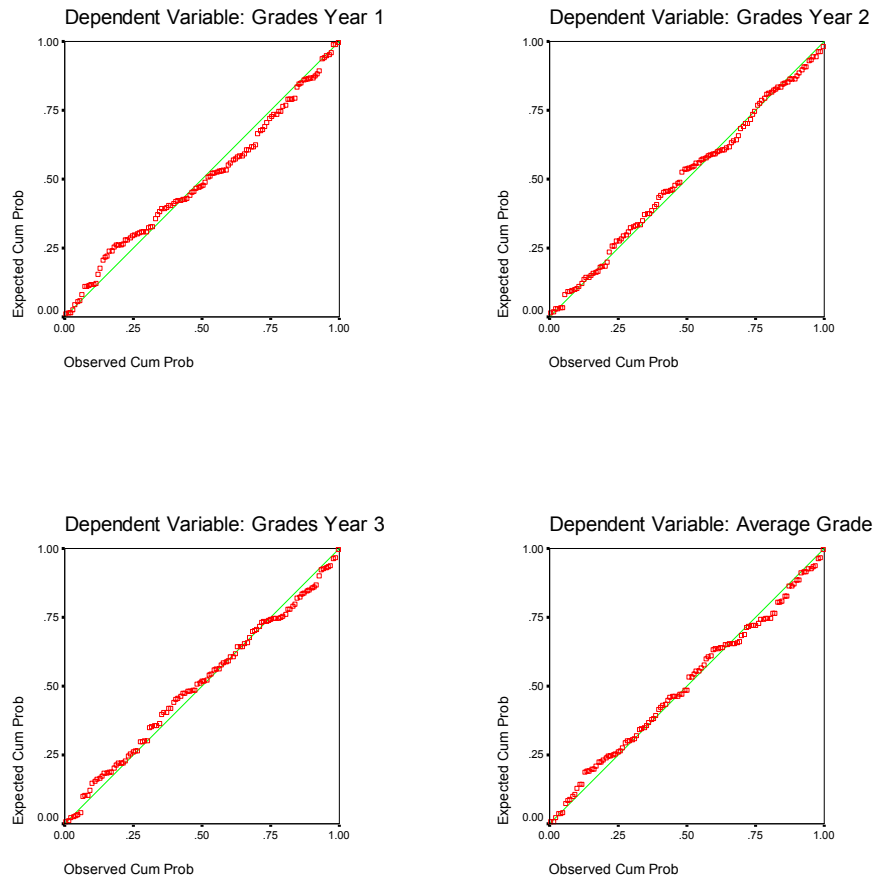 Dependent Variable: Grades Year 1
1.00
.75
.50
.25
0.00
Expected Cum Prob
0.00 .25 .50 .75 1.00
Observed Cum Prob
Dependent Variable: Grades Year 2
1.00
.75
.50
.25
0.00
Expected Cum Prob
0.00 .25 .50 .75 1.00
Observed Cum Prob
Dependent Variable: Grades Year 3
1.00
.75
.50
.25
0.00
Expected Cum Prob
0.00 .25 .50 .75 1.00
Observed Cum Prob
Dependent Variable: Average Grade
1.00
.75
.50
.25
0.00
Expected Cum Prob
0.00 .25 .50 .75 1.00
Observed Cum Prob